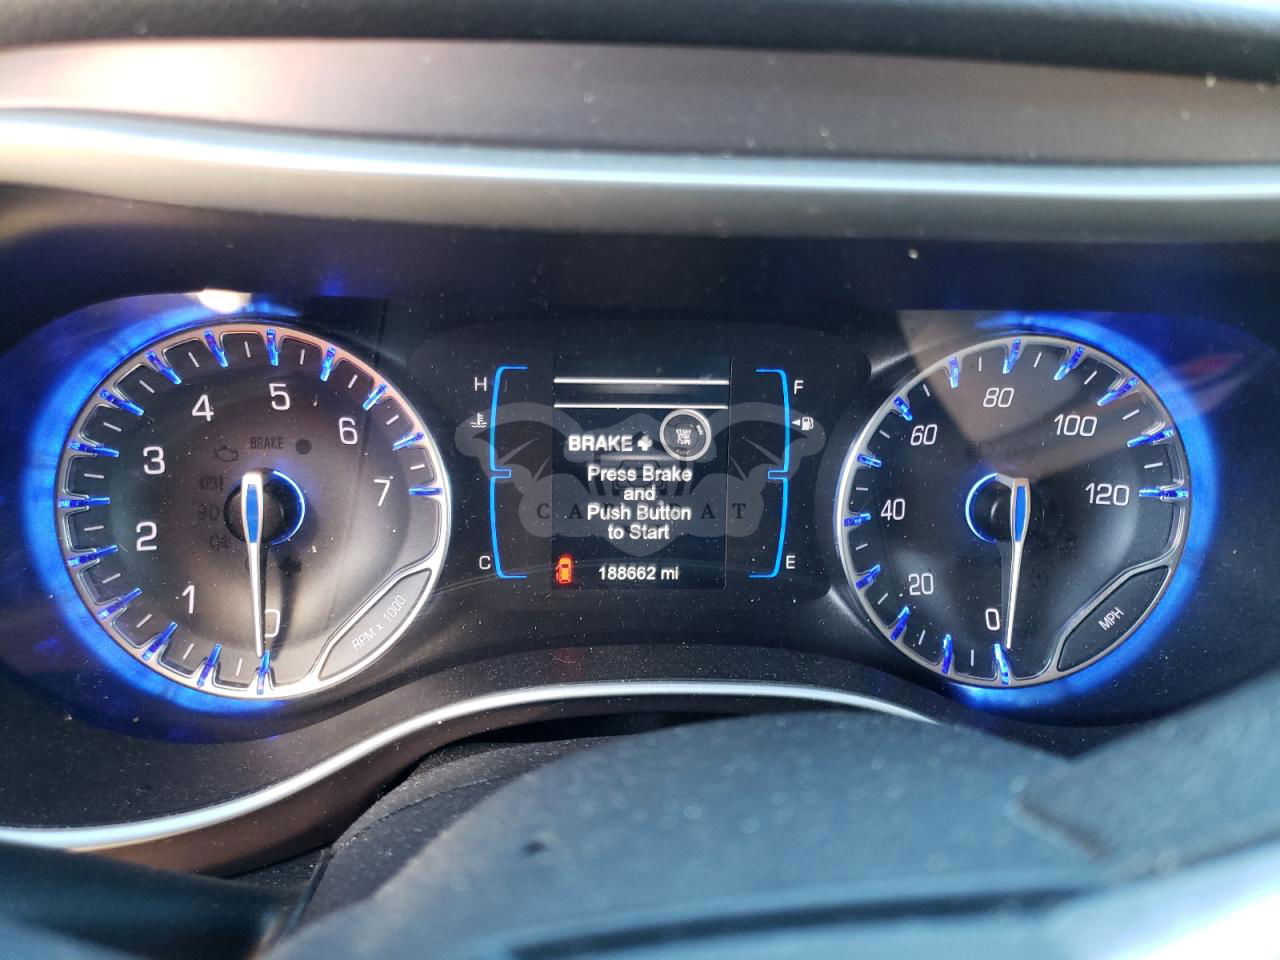 4
5
6
3
7
2
1
0
BRAKE
RPM x 1000
H
C
F
E
BRAKE +
START
Press Brake
and
Push Button
to Start
188662 mi
80
60
100
40
120
20
0
MPH